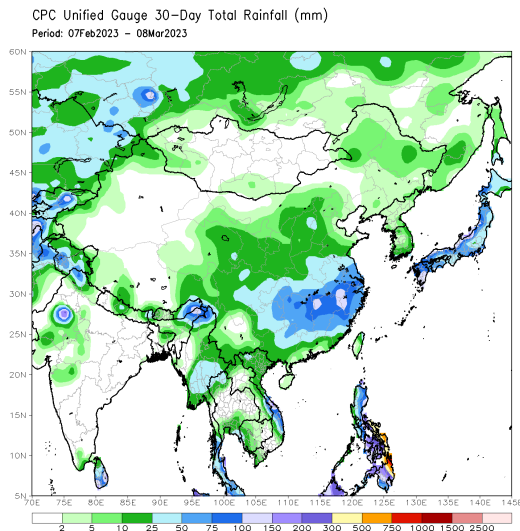 CPC Unified Gauge 30-Day Total Rainfall (mm)
Period: 07Feb2023 - 08Mar2023
60N
55N
50N
45N
40N
35N
30N
25N
20N
15N
10N
5N
70E 75E 80E 85E 90E 95E 100E 105E 110E 115E 120E 125E 130E 135E 140E 145E
2 5 10 25 50 75 100 200 300 500 750 1000 1500 2500